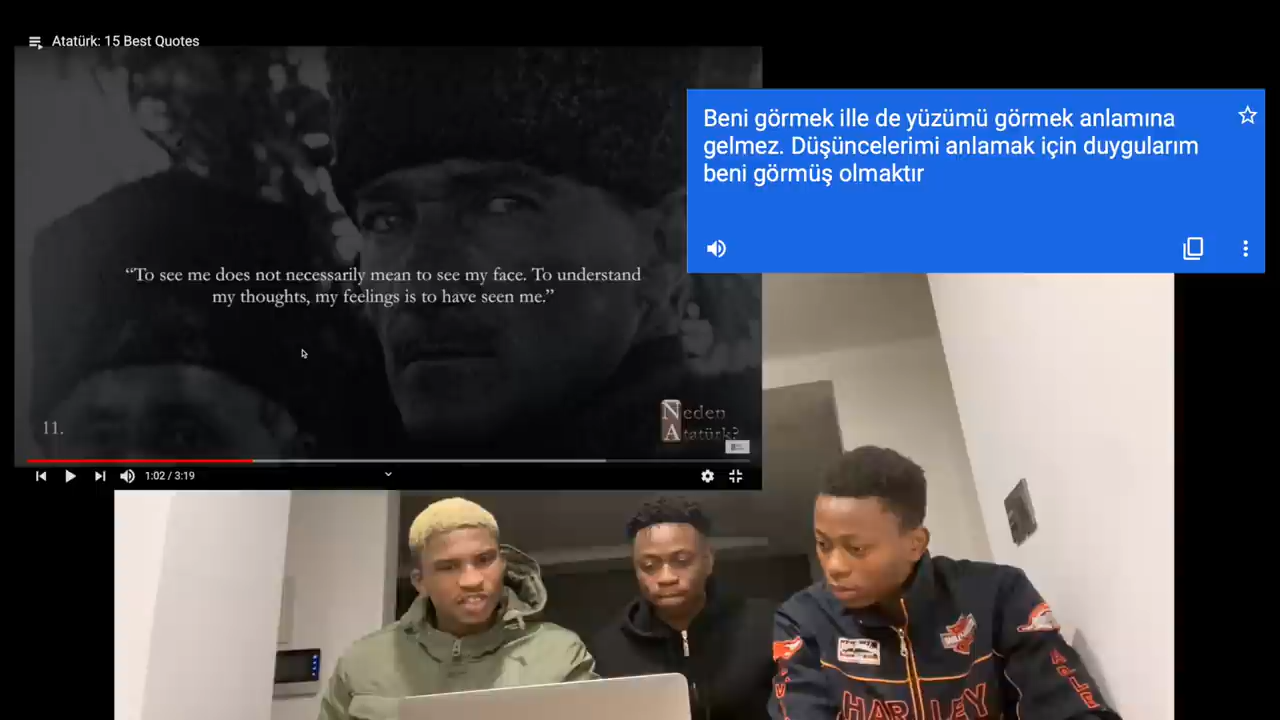 Atatürk: 15 Best Quotes
Beni görmek ille de yüzümü görmek anlamına
gelmez. Düşüncelerimi anlamak için duygularım
beni görmüş olmaktır
“To see me does not necessarily mean to see my face. To understand
my thoughts, my feelings is to have seen me.”
11.
Neden
Atatürk?
1:02 / 3:19
HARLEY